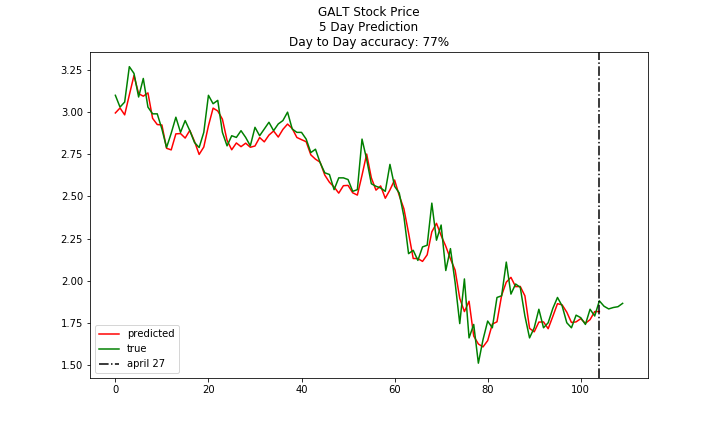 GALT Stock Price
5 Day Prediction
Day to Day accuracy: 77%
3.25
3.00
2.75
2.50
2.25
2.00
1.75
1.50
predicted
true
april 27
0
20
40
60
80
100